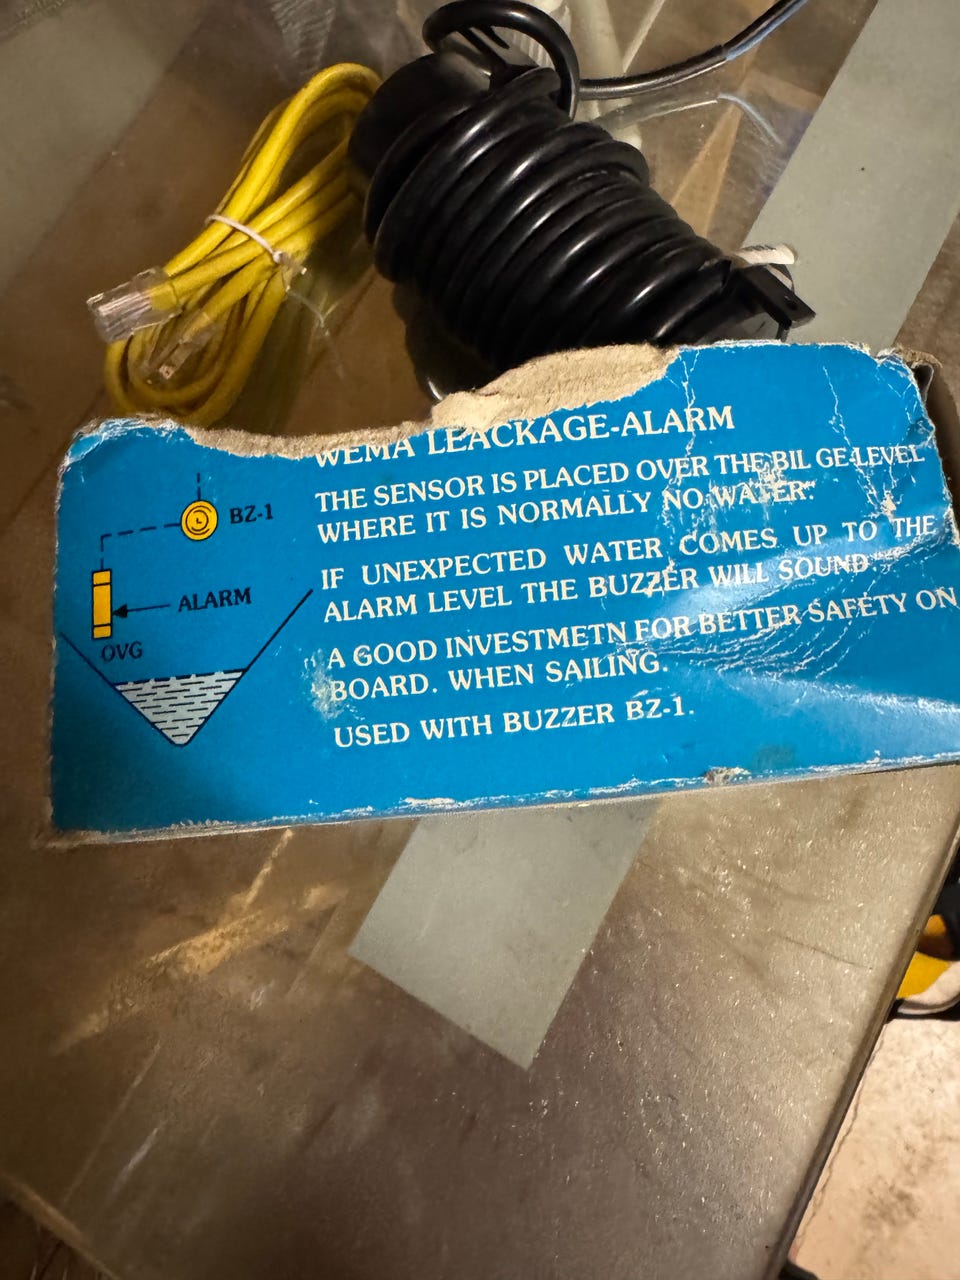 WEMA LEACKAGE-ALARM
THE SENSOR IS PLACED OVER THE BIL GE-LEVEL
WHERE IT IS NORMALLY NO WATER".
IF UNEXPECTED WATER COMES UP TO THE
ALARM LEVEL THE BUZZER WILL SOUND.
A GOOD INVESTMETN FOR BETTER SAFETY ON
BOARD. WHEN SAILING.
USED WITH BUZZER BZ-1.
BZ-1
ALARM
OVG